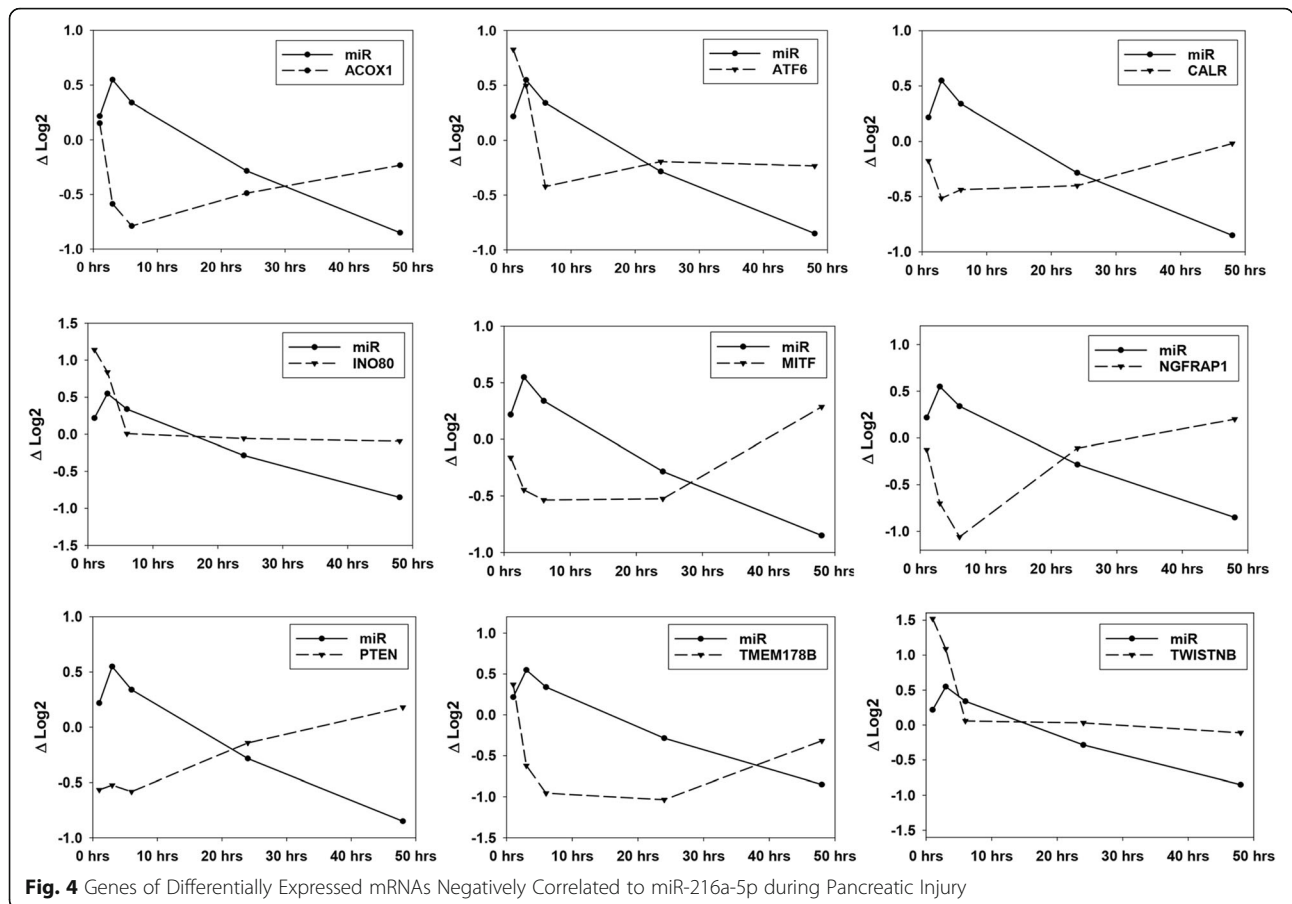 1.0
0.5
0.0
-0.5
-1.0
Δ Log2
0 hrs 10 hrs 20 hrs 30 hrs 40 hrs 50 hrs
miR
ACOX1
1.0
0.5
0.0
-0.5
-1.0
Δ Log2
0 hrs 10 hrs 20 hrs 30 hrs 40 hrs 50 hrs
miR
ATF6
1.0
0.5
0.0
-0.5
-1.0
Δ Log2
0 hrs 10 hrs 20 hrs 30 hrs 40 hrs 50 hrs
miR
CALR
1.5
1.0
0.5
0.0
-0.5
-1.0
-1.5
Δ Log2
0 hrs 10 hrs 20 hrs 30 hrs 40 hrs 50 hrs
miR
INO80
1.0
0.5
0.0
-0.5
-1.0
Δ Log2
0 hrs 10 hrs 20 hrs 30 hrs 40 hrs 50 hrs
miR
MITF
1.0
0.5
0.0
-0.5
-1.0
Δ Log2
0 hrs 10 hrs 20 hrs 30 hrs 40 hrs 50 hrs
miR
NGFRAP1
1.0
0.5
0.0
-0.5
-1.0
Δ Log2
0 hrs 10 hrs 20 hrs 30 hrs 40 hrs 50 hrs
miR
PTEN
1.0
0.5
0.0
-0.5
-1.0
-1.5
Δ Log2
0 hrs 10 hrs 20 hrs 30 hrs 40 hrs 50 hrs
miR
TMEM178B
1.5
1.0
0.5
0.0
-0.5
-1.0
-1.5
Δ Log2
0 hrs 10 hrs 20 hrs 30 hrs 40 hrs 50 hrs
miR
TWISTNB
Fig. 4 Genes of Differentially Expressed mRNAs Negatively Correlated to miR-216a-5p during Pancreatic Injury